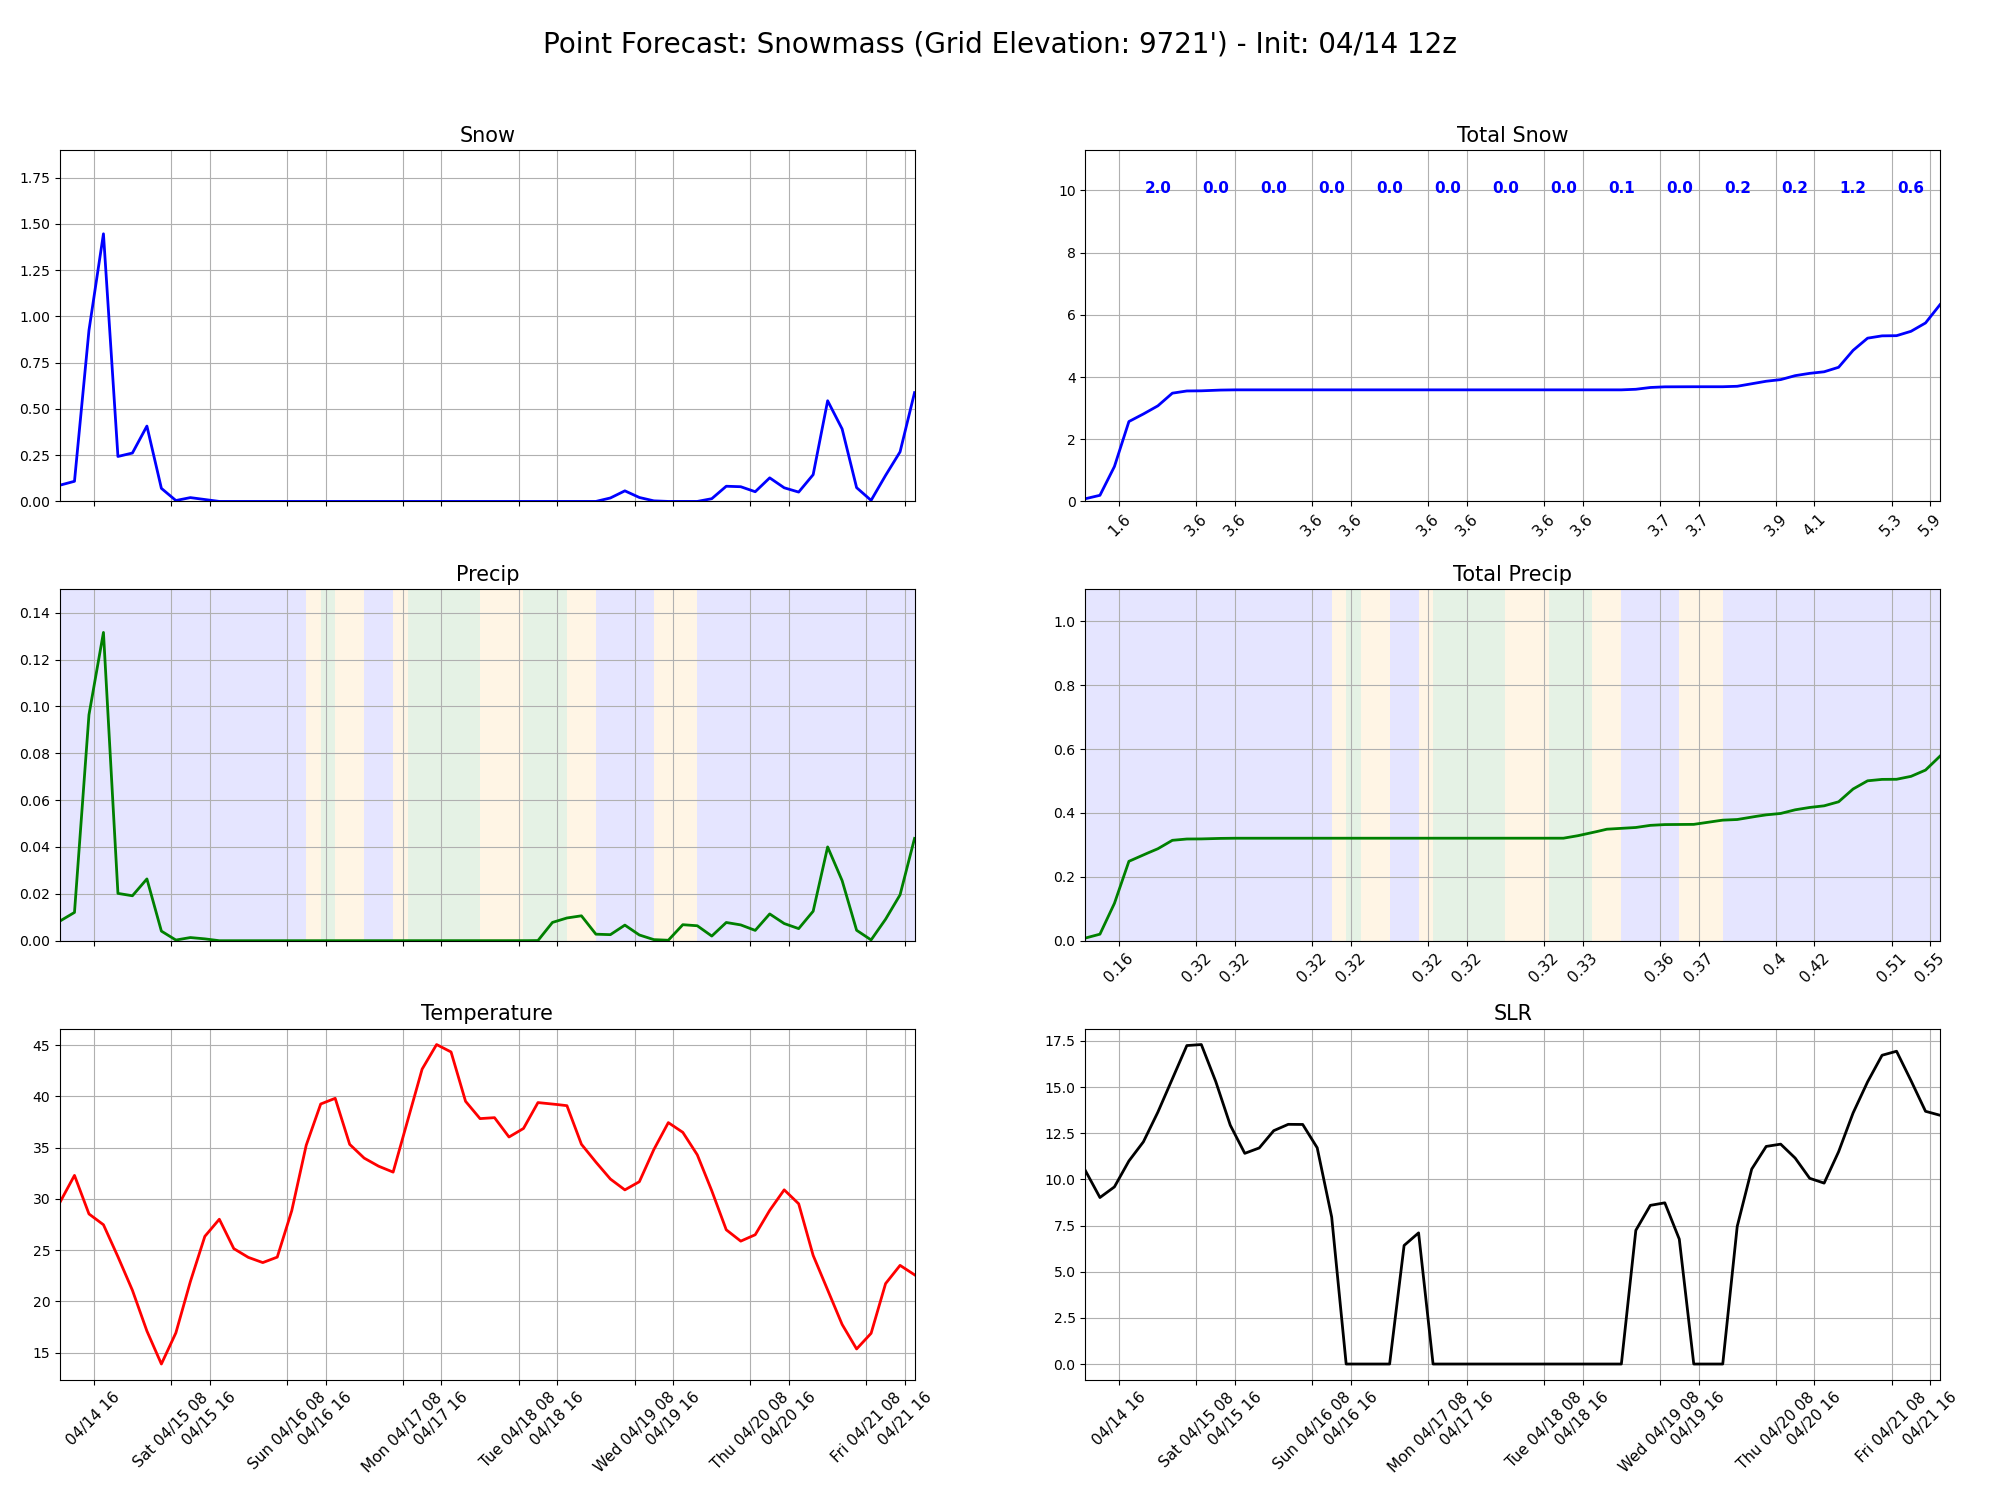 Point Forecast: Snowmass (Grid Elevation: 9721') - Init: 04/14 12z
Snow
1.75
1.50
1.25
1.00
0.75
0.50
0.25
0.00
Total Snow
10
8
6
4
2
0
2.0 0.0 0.0 0.0 0.0 0.0 0.0 0.0 0.1 0.0 0.2 0.2 1.2 0.6
1.6 3.6 3.6 3.6 3.6 3.6 3.6 3.6 3.6 3.7 3.7 3.9 4.1 5.3 5.9
Precip
0.14
0.12
0.10
0.08
0.06
0.04
0.02
0.00
Total Precip
1.0
0.8
0.6
0.4
0.2
0.0
0.16 0.32 0.32 0.32 0.32 0.32 0.32 0.32 0.33 0.36 0.37 0.4 0.42 0.51 0.55
Temperature
45
40
35
30
25
20
15
04/14 16
Sat 04/15 08
04/15 16
Sun 04/16 08
04/16 16
Mon 04/17 08
04/17 16
Tue 04/18 08
04/18 16
Wed 04/19 08
04/19 16
Thu 04/20 08
04/20 16
Fri 04/21 08
04/21 16
SLR
17.5
15.0
12.5
10.0
7.5
5.0
2.5
0.0
04/14 16
Sat 04/15 08
04/15 16
Sun 04/16 08
04/16 16
Mon 04/17 08
04/17 16
Tue 04/18 08
04/18 16
Wed 04/19 08
04/19 16
Thu 04/20 08
04/20 16
Fri 04/21 08
04/21 16